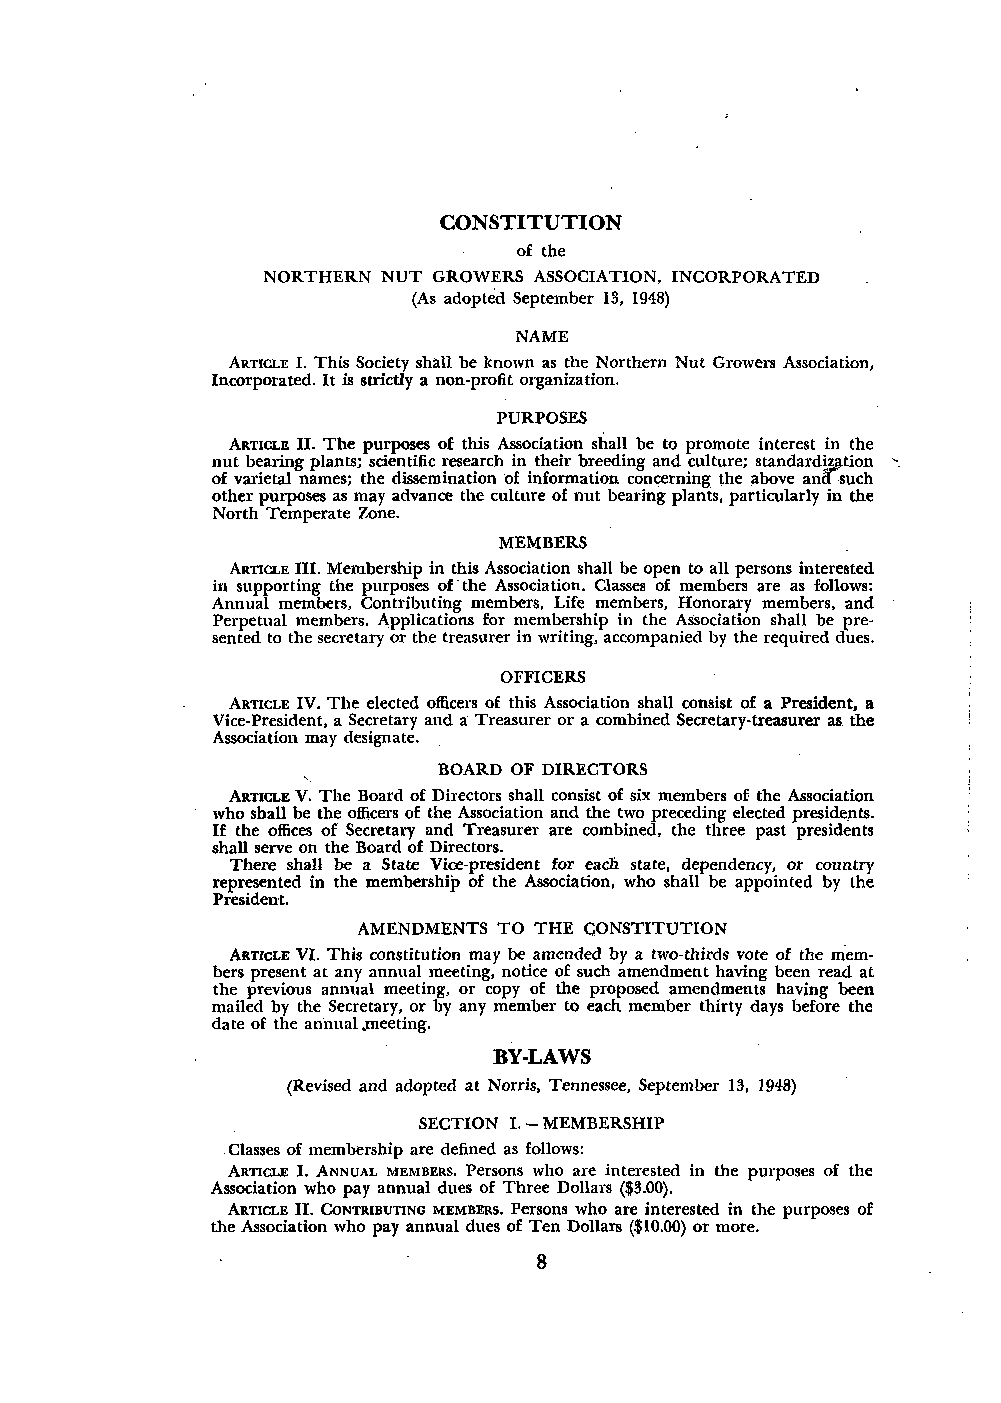 CONSTITUTION
of the
NORTHERN NUT GROWERS ASSOCIATION, INCORPORATED
(As adopted September 13, 1948)
NAME
ARTICLE I. This Society shall be known as the Northern Nut Growers Association,
Incorporated. It is strictly a non-profit organization.
PURPOSES
ARTICLE II. The purposes of this Association shall be to promote interest in the
nut bearing plants; scientific research in their breeding and culture; standardization
of varietal names; the dissemination of information concerning the above and such
other purposes as may advance the culture of nut bearing plants, particularly in the
North Temperate Zone.
MEMBERS
ARTICLE III. Membership in this Association shall be open to all persons interested
in supporting the purposes of the Association. Classes of members are as follows:
Annual members, Contributing members, Life members, Honorary members, and
Perpetual members. Applications for membership in the Association shall be pre-
sented to the secretary or the treasurer in writing, accompanied by the required dues.
OFFICERS
ARTICLE IV. The elected officers of this Association shall consist of a President, a
Vice-President, a Secretary and a Treasurer or a combined Secretary-treasurer as the
Association may designate.
BOARD OF DIRECTORS
ARTICLE V. The Board of Directors shall consist of six members of the Association
who shall be the officers of the Association and the two preceding elected presidents.
If the offices of Secretary and Treasurer are combined, the three past presidents
shall serve on the Board of Directors.
There shall be a State Vice-president for each state, dependency, or country
represented in the membership of the Association, who shall be appointed by the
President.
AMENDMENTS TO THE CONSTITUTION
ARTICLE VI. This constitution may be amended by a two-thirds vote of the mem-
bers present at any annual meeting, notice of such amendment having been read at
the previous annual meeting, or copy of the proposed amendments having been
mailed by the Secretary, or by any member to each member thirty days before the
date of the annual meeting.
BY-LAWS
(Revised and adopted at Norris, Tennessee, September 13, 1948)
SECTION I. — MEMBERSHIP
Classes of membership are defined as follows:
ARTICLE I. ANNUAL MEMBERS. Persons who are interested in the purposes of the
Association who pay annual dues of Three Dollars ($3.00).
ARTICLE II. CONTRIBUTING MEMBERS. Persons who are interested in the purposes of
the Association who pay annual dues of Ten Dollars ($10.00) or more.
8